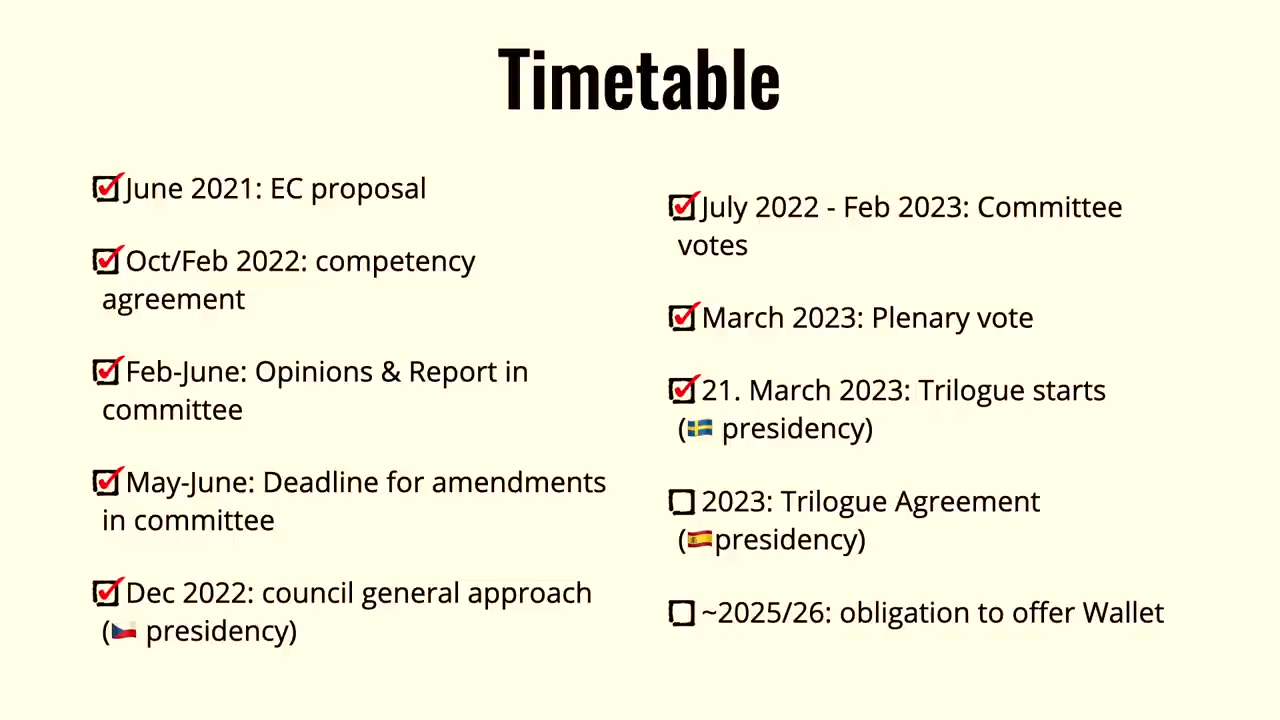 Timetable
☑June 2021: EC proposal
☑Oct/Feb 2022: competency
agreement
☑Feb-June: Opinions & Report in
committee
☑May-June: Deadline for amendments
in committee
☑Dec 2022: council general approach
(🇨🇿 presidency)
☑July 2022 - Feb 2023: Committee
votes
☑March 2023: Plenary vote
☑21. March 2023: Trilogue starts
(🇸🇪 presidency)
☐2023: Trilogue Agreement
(🇪🇸presidency)
☐~2025/26: obligation to offer Wallet